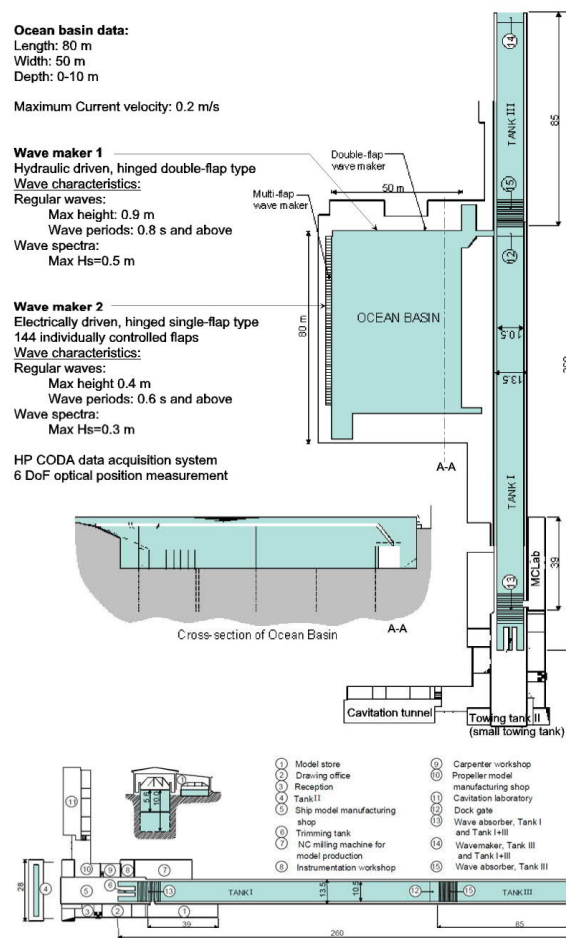 Ocean basin data:
Length: 80 m
Width: 50 m
Depth: 0-10 m
Maximum Current velocity: 0.2 m/s
Wave maker 1
Hydraulic driven, hinged double-flap type
Wave characteristics:
Regular waves:
Max height: 0.9 m
Wave periods: 0.8 s and above
Wave spectra:
Max Hs=0.5 m
Wave maker 2
Electrically driven, hinged single-flap type
144 individually controlled flaps
Wave characteristics:
Regular waves:
Max height 0.4 m
Wave periods: 0.6 s and above
Wave spectra:
Max Hs=0.3 m
HP CODA data acquisition system
6 DoF optical position measurement
Double-flap
wave maker
50 m
Multi-flap
wave maker
80 m
OCEAN BASIN
A-A
14
TANK III
85
15
12
10.5
13.5
260
TANK I
39
MCLab
13
Cross-section of Ocean Basin
A-A
Cavitation tunnel
Towing tank II
(small towing tank)
1 Model store
2 Drawing office
3 Reception
4 TankII
5 Ship model manufacturing
shop
6 Trimming tank
7 NC milling machine for
model production
8 Instrumentation workshop
9 Carpenter workshop
10 Propeller model
manufacturing shop
11 Cavitation laboratory
12 Dock gate
13 Wave absorber, Tank I
and Tank I+III
14 Wavemaker, Tank III
and Tank I+III
15 Wave absorber, Tank III
11
1
5.6
10.0
10
9
8
7
28
4
5
6
13
TANK I
13.5
10.5
12
15
TANK III
3
2
1
39
85
260